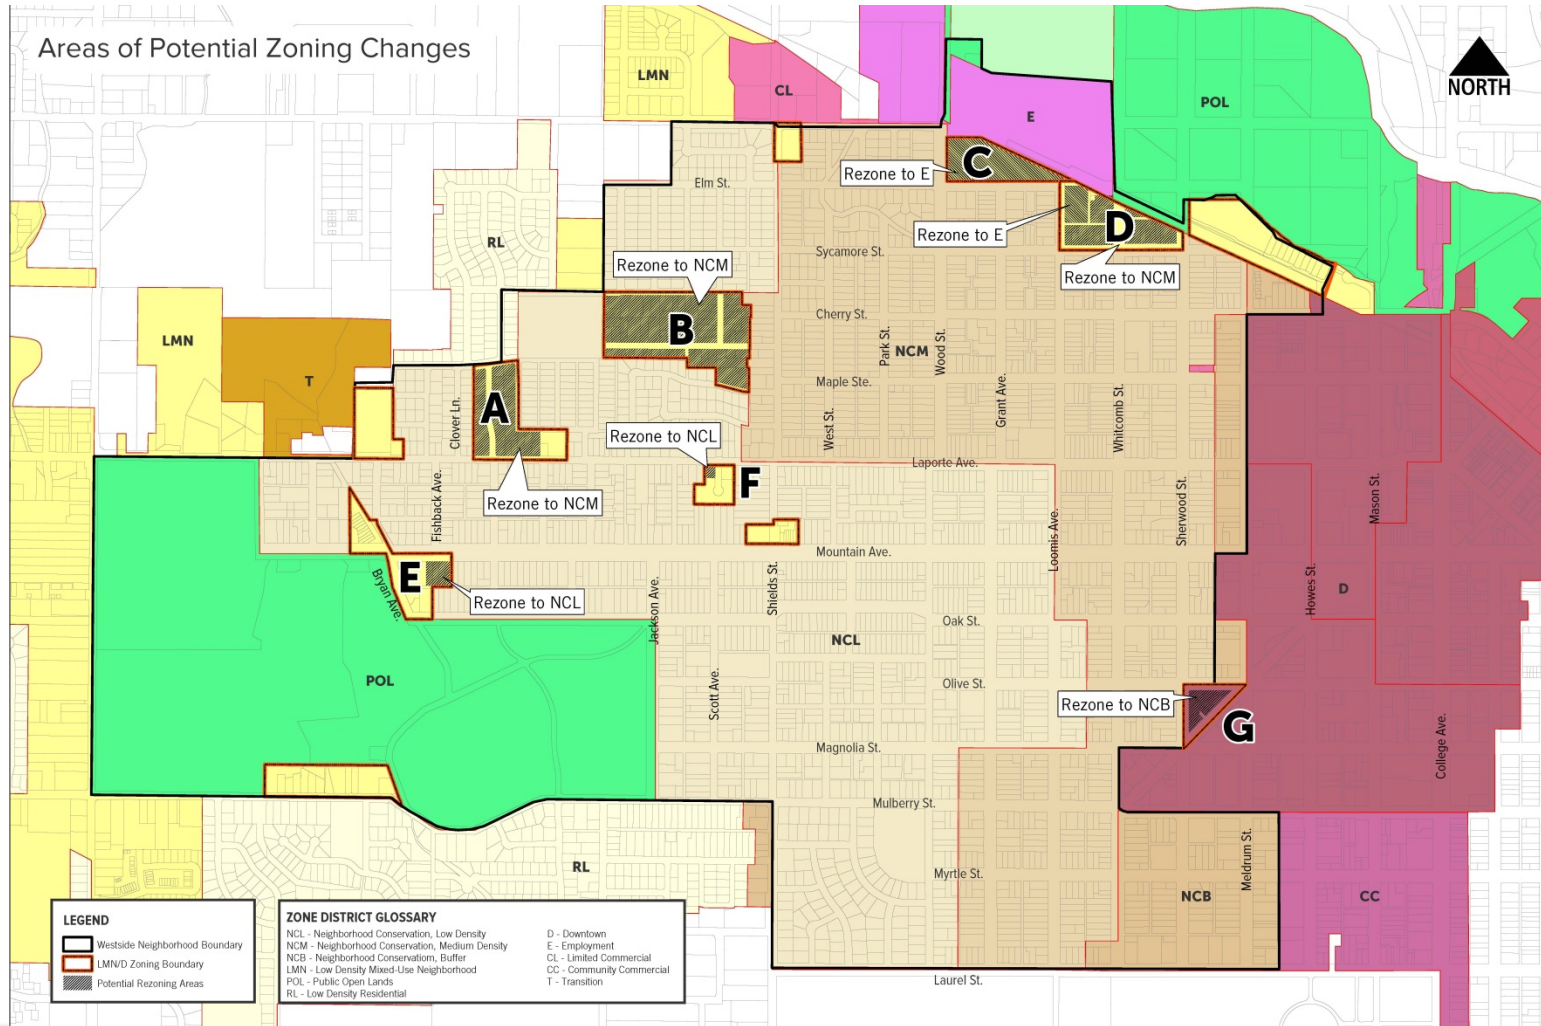 Areas of Potential Zoning Changes
NORTH
LMN
CL
E
POL
C
Rezone to E
Elm St.
RL
D
Rezone to E
Sycamore St.
Rezone to NCM
Rezone to NCM
B
Cherry St.
LMN
Park St.
NCM
Wood St.
T
Maple Ste.
Grant Ave.
Whitcomb St.
A
Clover Ln.
West St.
Rezone to NCL
Laporte Ave.
F
Rezone to NCM
Fishback Ave.
Mason St.
Sherwood St.
Loomis Ave.
Mountain Ave.
E
Bryan Ave.
Rezone to NCL
Jackson Ave.
Shields St.
Howes St.
D
Oak St.
NCL
POL
Olive St.
Scott Ave.
Rezone to NCB
G
Magnolia St.
College Ave.
Mulberry St.
RL
Myrtle St.
Meldrum St.
NCB
CC
Laurel St.
LEGEND
Westside Neighborhood Boundary
LMN/D Zoning Boundary
Potential Rezoning Areas
ZONE DISTRICT GLOSSARY
NCL - Neighborhood Conservation, Low Density
NCM - Neighborhood Conservation, Medium Density
NCB - Neighborhood Conservatiom, Buffer
LMN - Low Density Mixed-Use Neighborhood
POL - Public Open Lands
RL - Low Density Residential
D - Downtown
E - Employment
CL - Limited Commercial
CC - Community Commercial
T - Transition